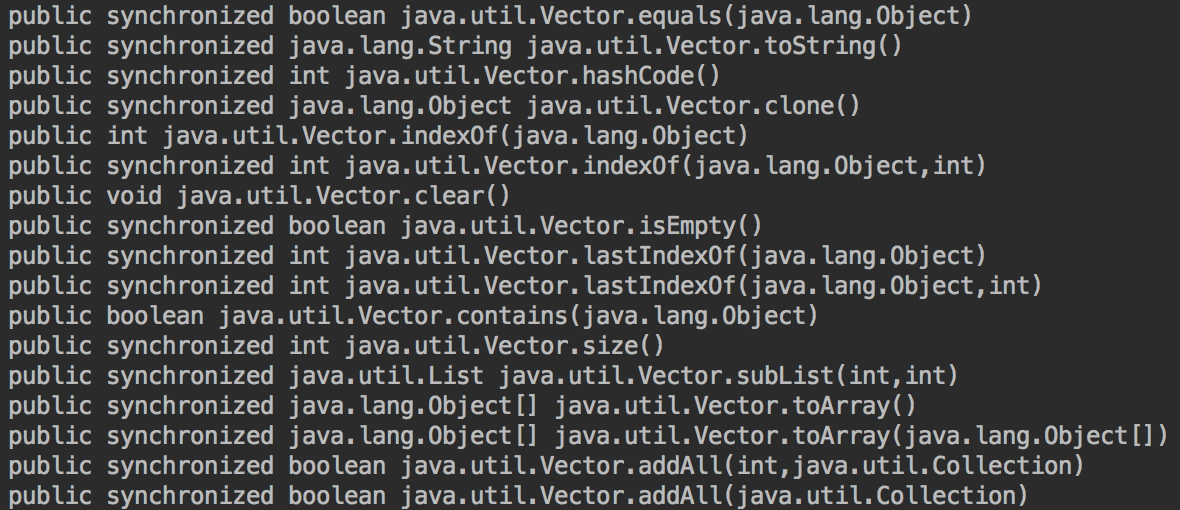 public synchronized boolean java.util.Vector.equals(java.lang.Object)
public synchronized java.lang.String java.util.Vector.toString()
public synchronized int java.util.Vector.hashCode()
public synchronized java.lang.Object java.util.Vector.clone()
public int java.util.Vector.indexOf(java.lang.Object)
public synchronized int java.util.Vector.indexOf(java.lang.Object,int)
public void java.util.Vector.clear()
public synchronized boolean java.util.Vector.isEmpty()
public synchronized int java.util.Vector.lastIndexOf(java.lang.Object)
public synchronized int java.util.Vector.lastIndexOf(java.lang.Object,int)
public boolean java.util.Vector.contains(java.lang.Object)
public synchronized int java.util.Vector.size()
public synchronized java.util.List java.util.Vector.subList(int,int)
public synchronized java.lang.Object[] java.util.Vector.toArray()
public synchronized java.lang.Object[] java.util.Vector.toArray(java.lang.Object[])
public synchronized boolean java.util.Vector.addAll(int,java.util.Collection)
public synchronized boolean java.util.Vector.addAll(java.util.Collection)